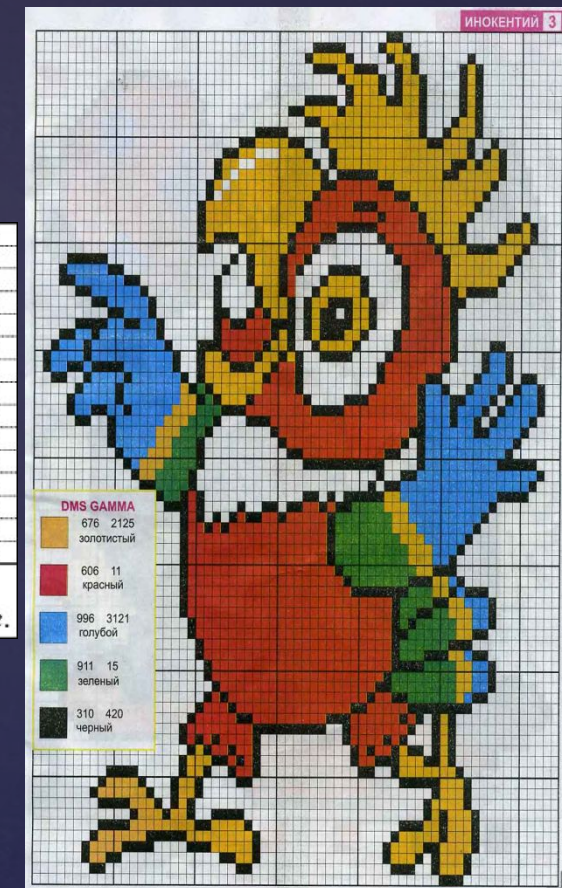 ИНОКЕНТИЙ 3
DMS GAMMA
676 2125
золотистый
606 11
красный
996 3121
голубой
911 15
зеленый
310 420
черный